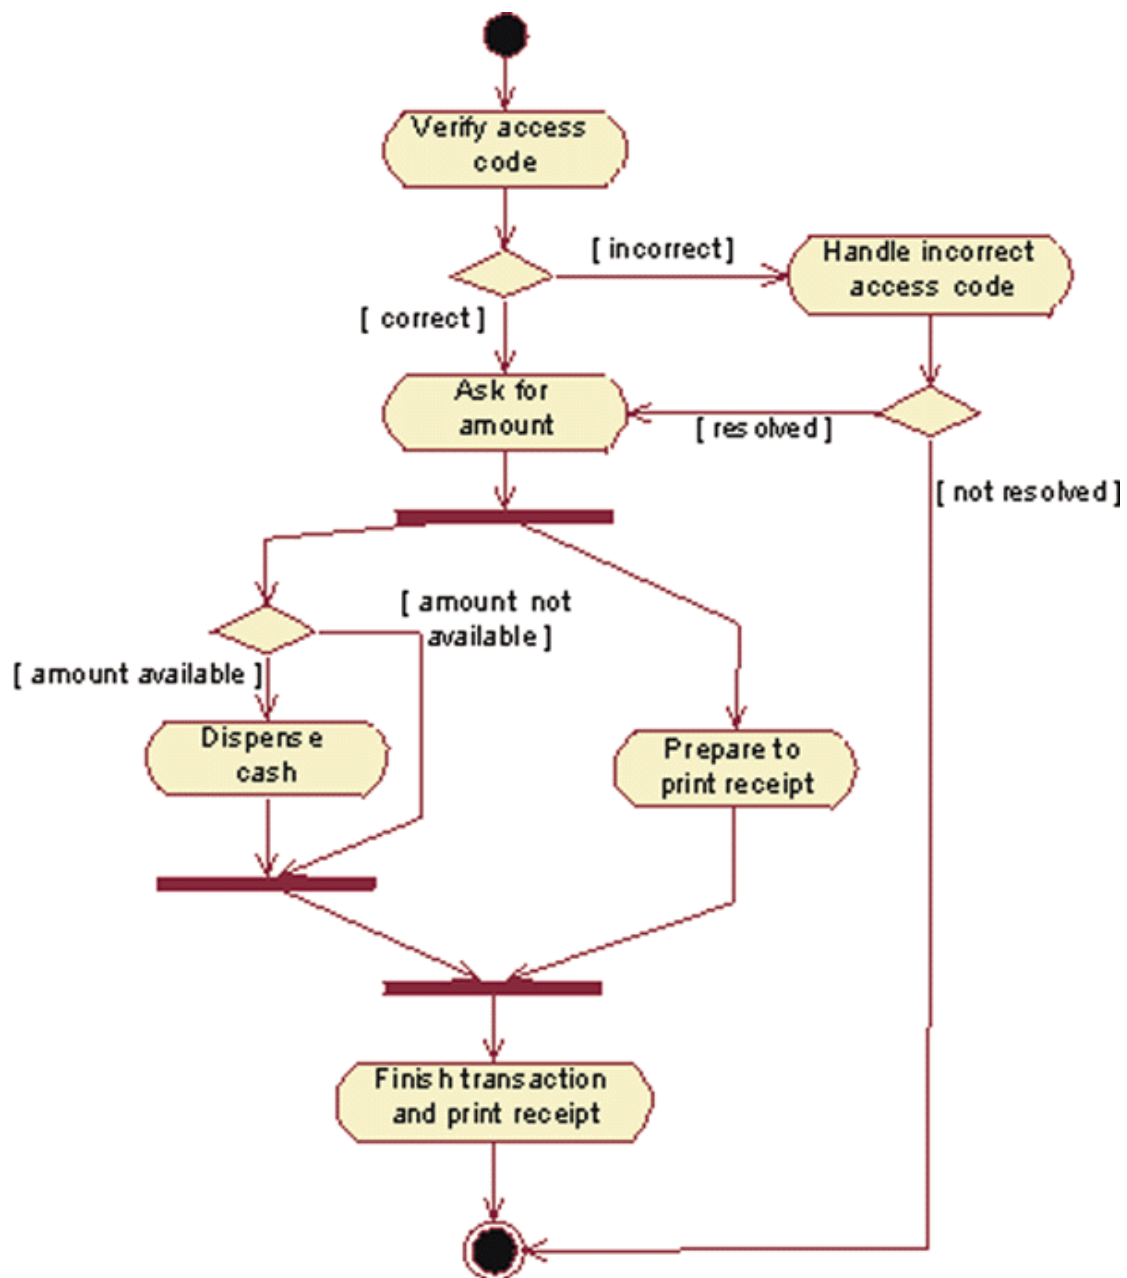 Verify access
code
[ incorrect]
Handle incorrect
access code
[ correct ]
Ask for
amount
[ resolved ]
[ not resolved ]
[ amount not
available ]
[ amount available ]
Dispense
cash
Prepare to
print receipt
Finish transaction
and print receipt